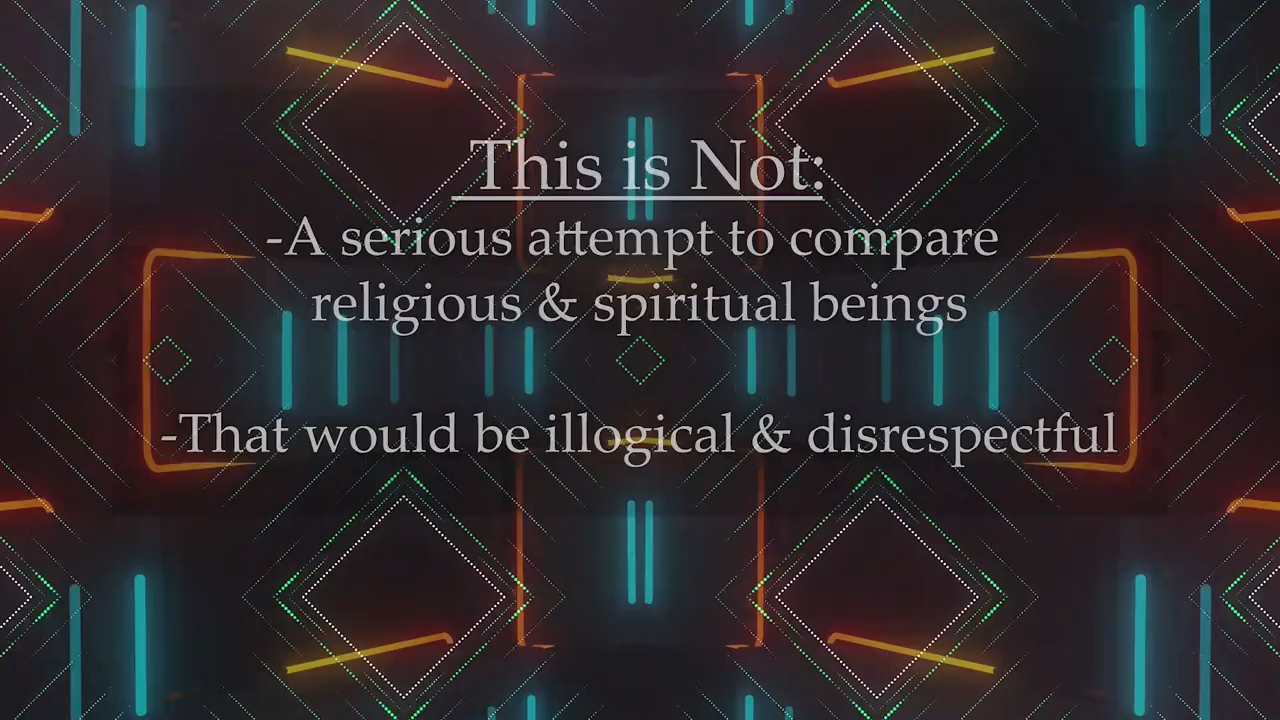 This is Not:
-A serious attempt to compare
religious & spiritual beings
-That would be illogical & disrespectful